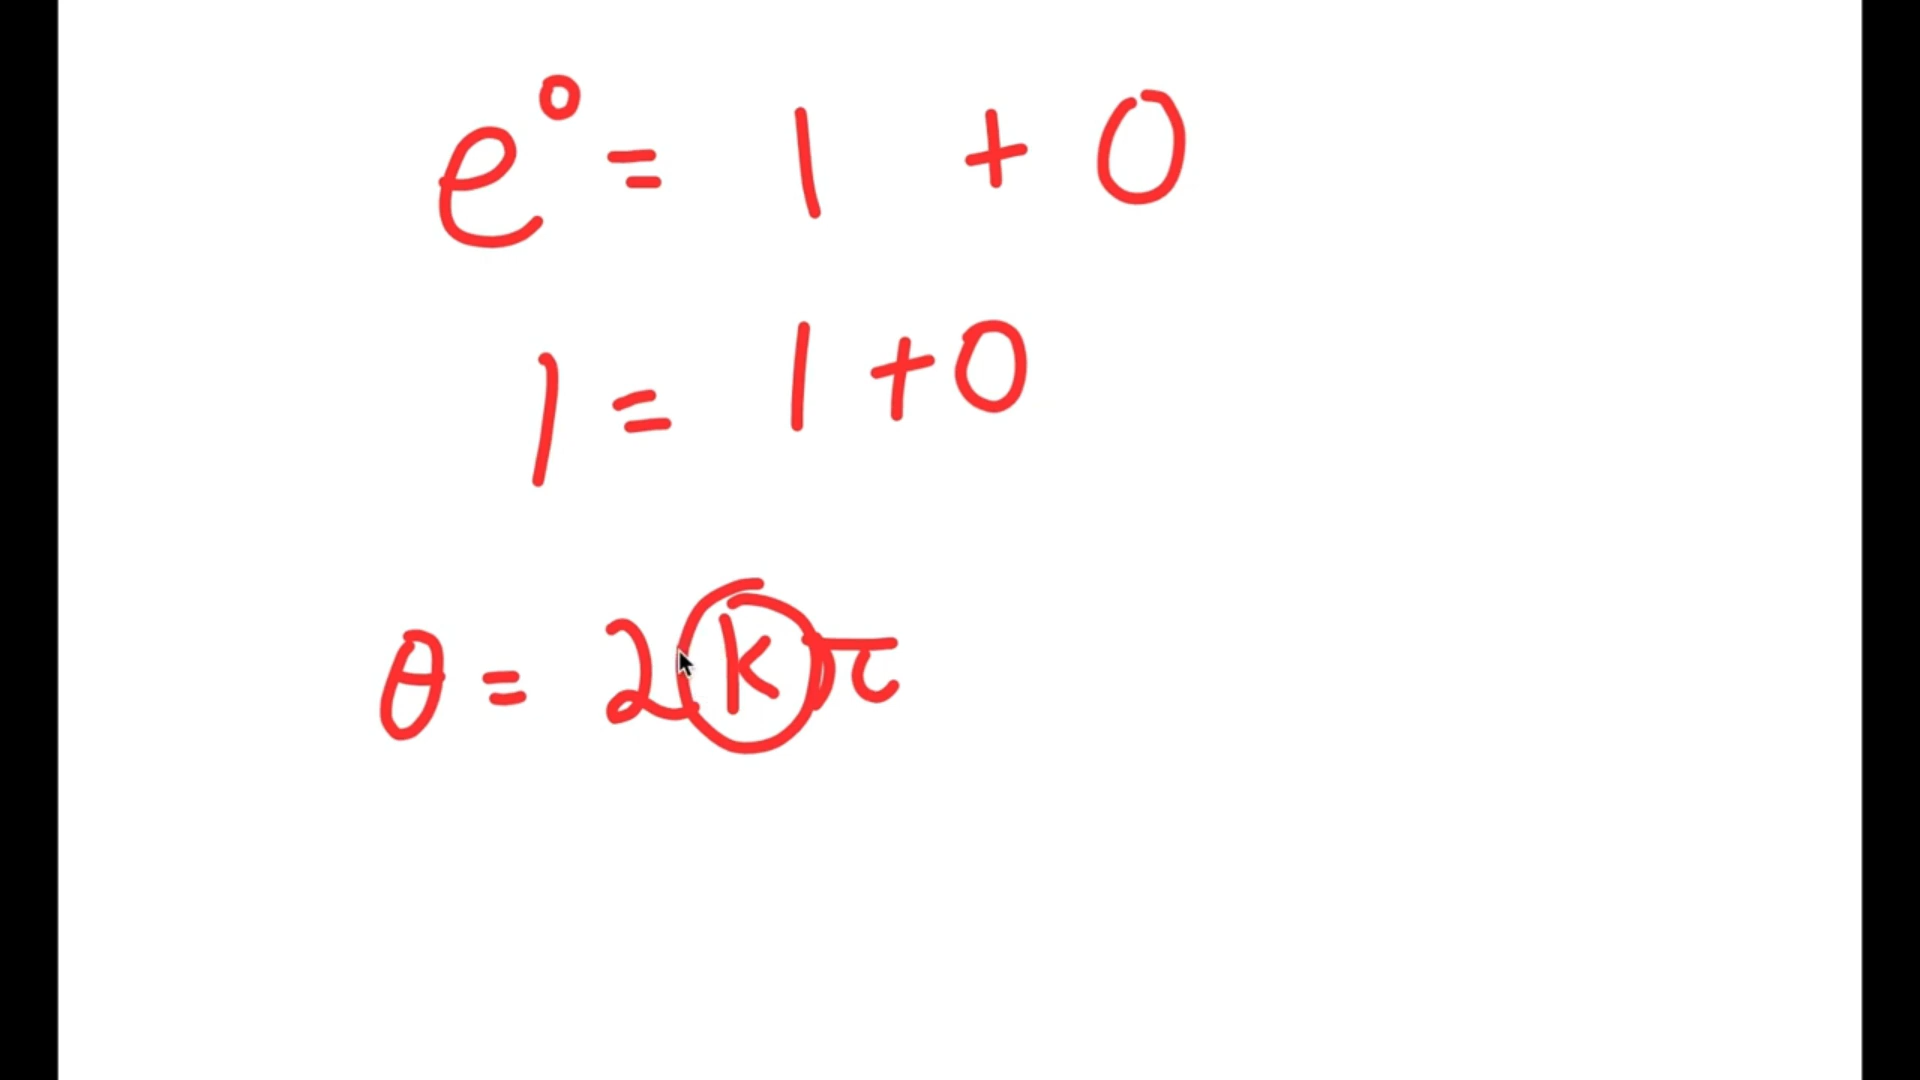 e⁰ = 1 + 0
1 = 1 + 0
θ = 2kπ